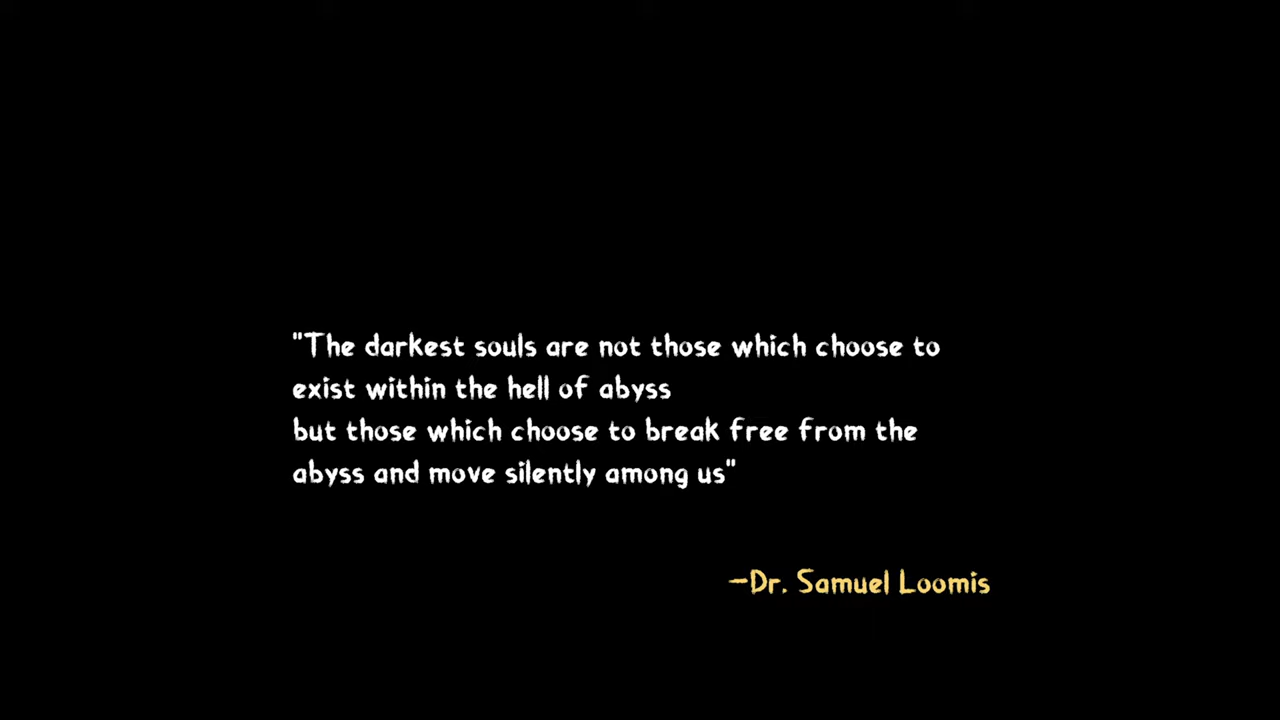 "The darkest souls are not those which choose to
exist within the hell of abyss
but those which choose to break free from the
abyss and move silently among us"
-Dr. Samuel Loomis